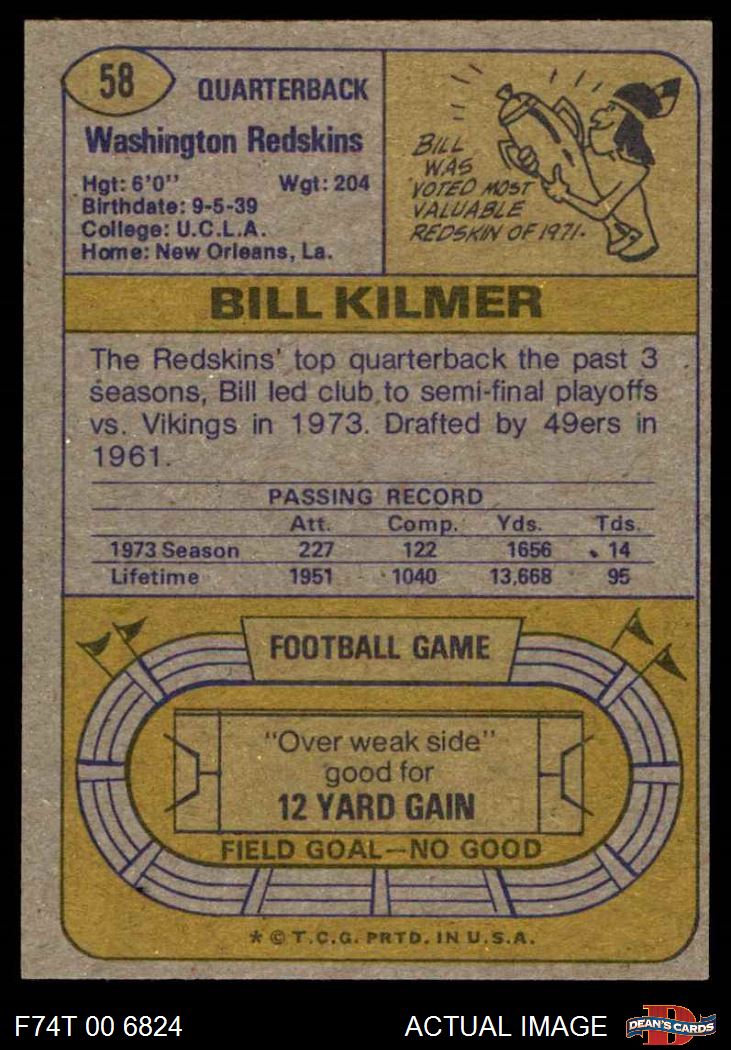 58
QUARTERBACK
Washington Redskins
Hgt: 6'0" Wgt: 204
Birthdate: 9-5-39
College: U.C.L.A.
Home: New Orleans, La.
BILL
WAS
VOTED MOST
VALUABLE
REDSKIN OF 1971.
BILL KILMER
The Redskins' top quarterback the past 3
seasons, Bill led club to semi-final playoffs
vs. Vikings in 1973. Drafted by 49ers in
1961.
PASSING RECORD
Att. Comp. Yds. Tds.
1973 Season 227 122 1656 14
Lifetime 1951 1040 13,668 95
FOOTBALL GAME
"Over weak side"
good for
12 YARD GAIN
FIELD GOAL—NO GOOD
* © T.C.G. PRTD. IN U.S.A.
F74T 00 6824 ACTUAL IMAGE
D
DEAN'S CARDS